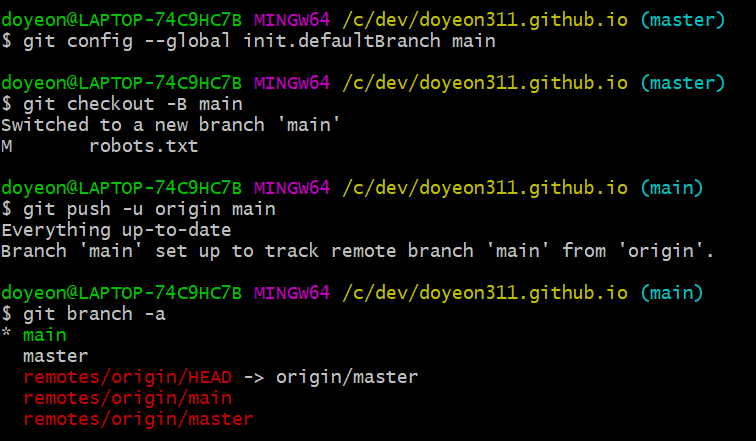 doyeon@LAPTOP-74C9HC7B MINGW64 /c/dev/doyeon311.github.io (master)
$ git config --global init.defaultBranch main
doyeon@LAPTOP-74C9HC7B MINGW64 /c/dev/doyeon311.github.io (master)
$ git checkout -B main
Switched to a new branch 'main'
M       robots.txt
doyeon@LAPTOP-74C9HC7B MINGW64 /c/dev/doyeon311.github.io (main)
$ git push -u origin main
Everything up-to-date
Branch 'main' set up to track remote branch 'main' from 'origin'.
doyeon@LAPTOP-74C9HC7B MINGW64 /c/dev/doyeon311.github.io (main)
$ git branch -a
* main
  master
  remotes/origin/HEAD -> origin/master
  remotes/origin/main
  remotes/origin/master